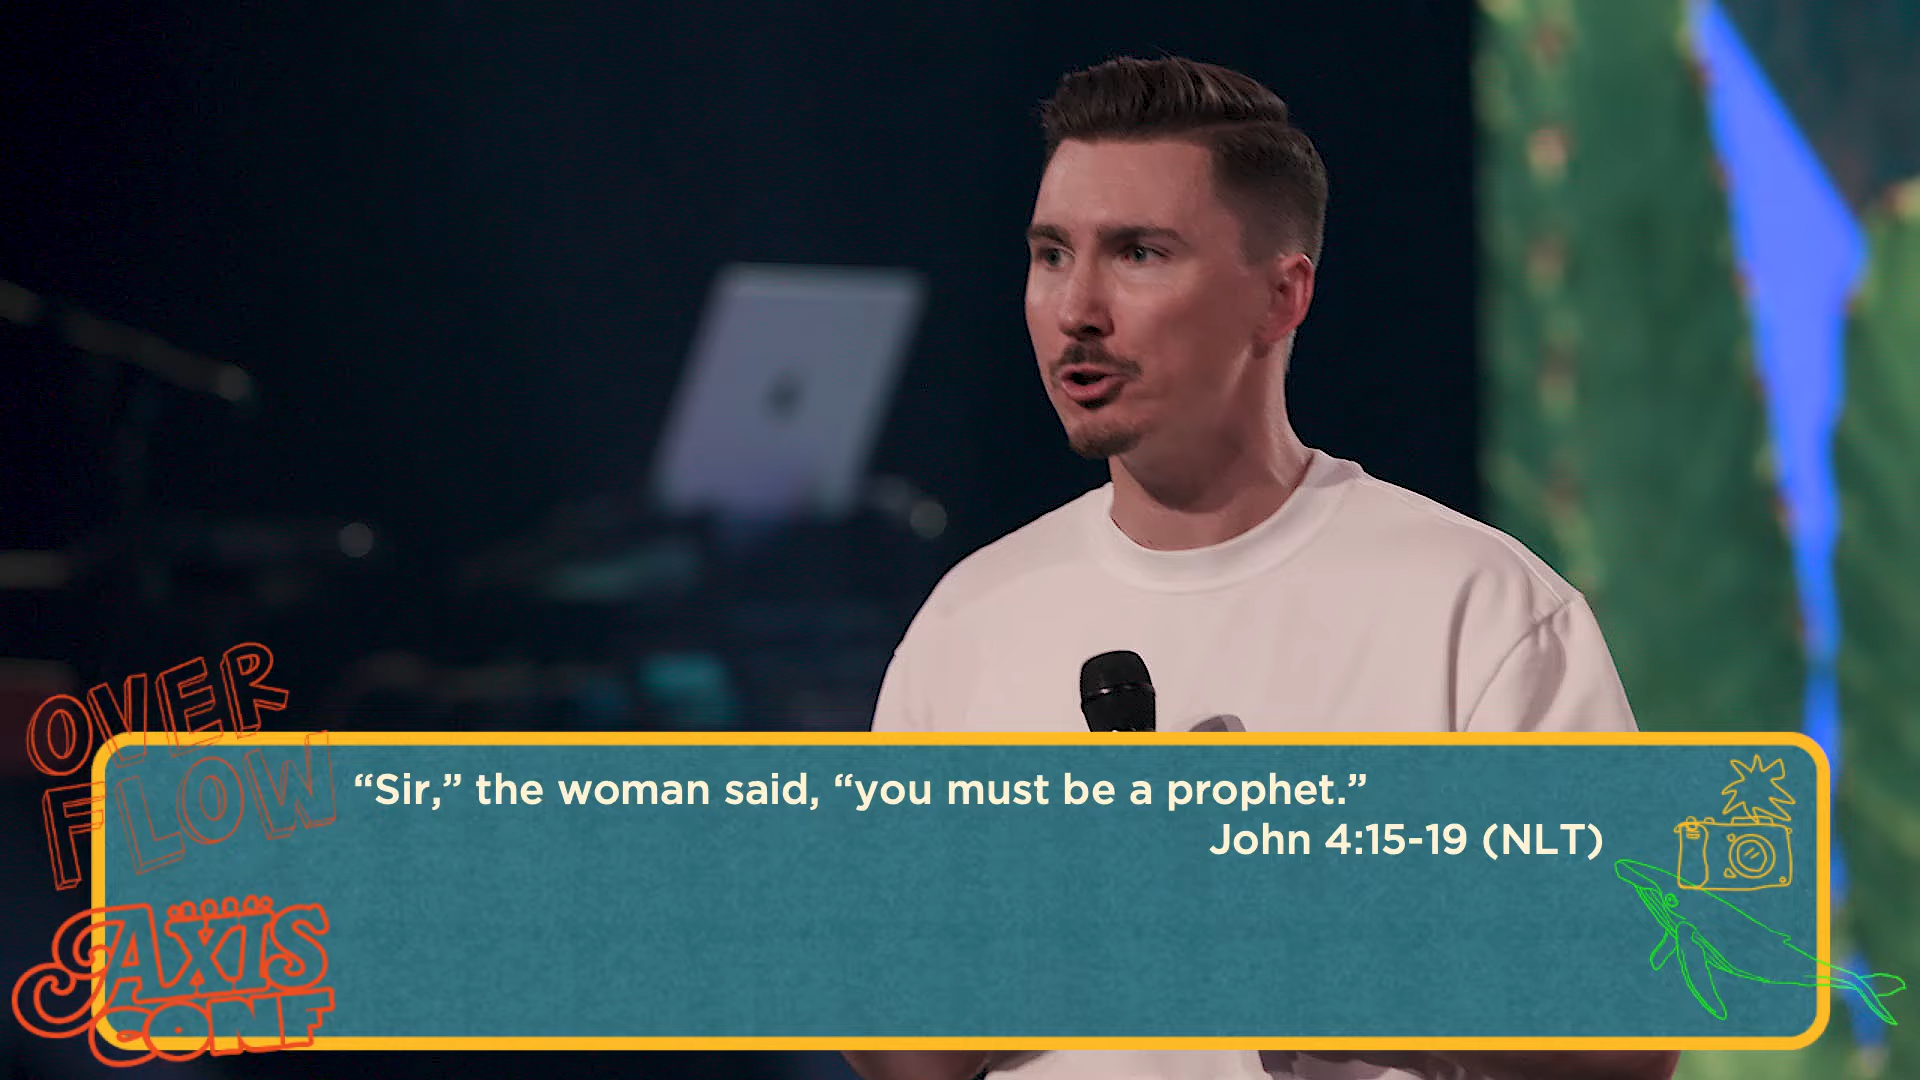 OVER
FLOW
“Sir,” the woman said, “you must be a prophet.”
John 4:15-19 (NLT)
AXIS
CONF